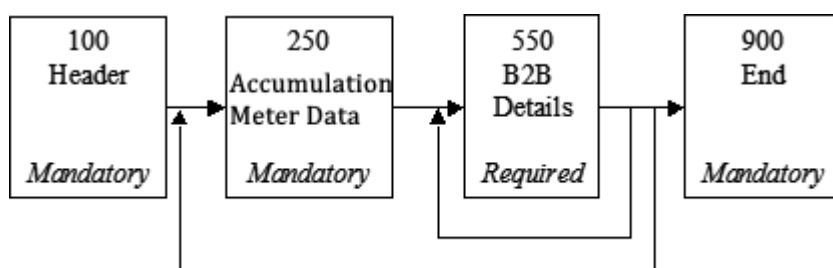 100
Header
Mandatory
250
Accumulation
Meter Data
Mandatory
550
B2B
Details
Required
900
End
Mandatory